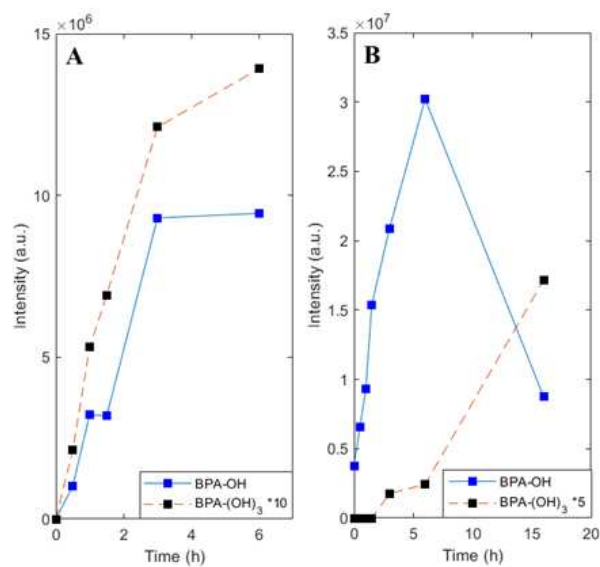 ×10⁶
15
A
10
5
0
0
2
4
6
Intensity (a.u.)
Time (h)
BPA-OH
BPA-(OH)₃ *10
×10⁷
3.5
B
3
2.5
2
1.5
1
0.5
0
0
5
10
15
20
Intensity (a.u.)
Time (h)
BPA-OH
BPA-(OH)₃ *5